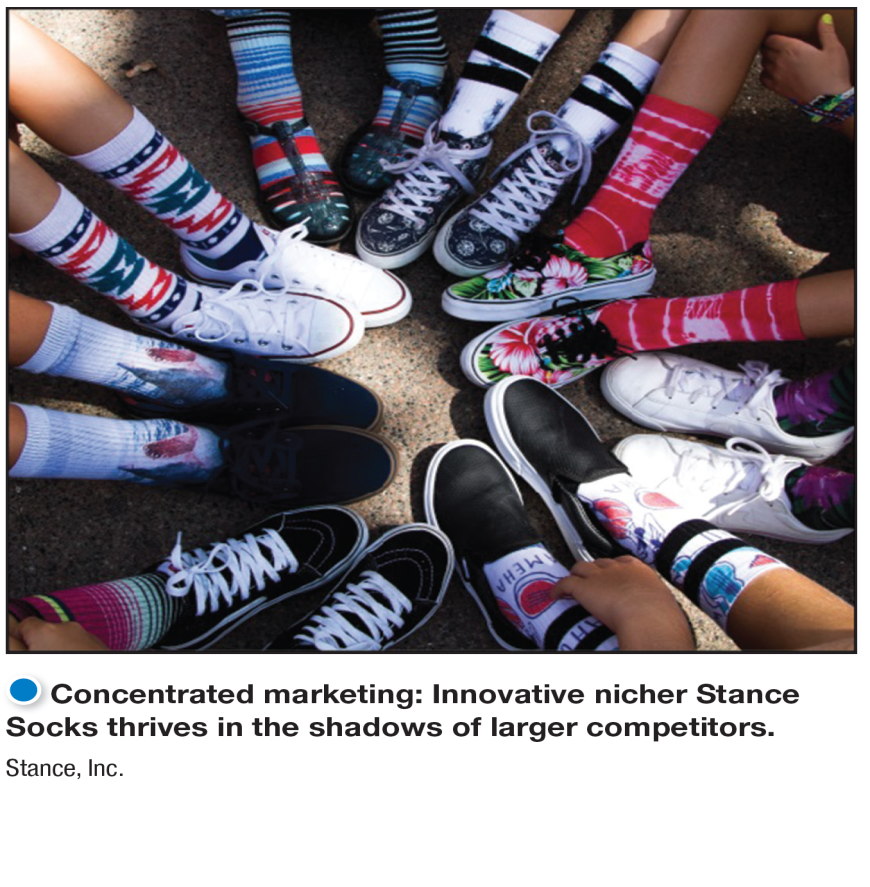 Concentrated marketing: Innovative nicher Stance
Socks thrives in the shadows of larger competitors.
Stance, Inc.